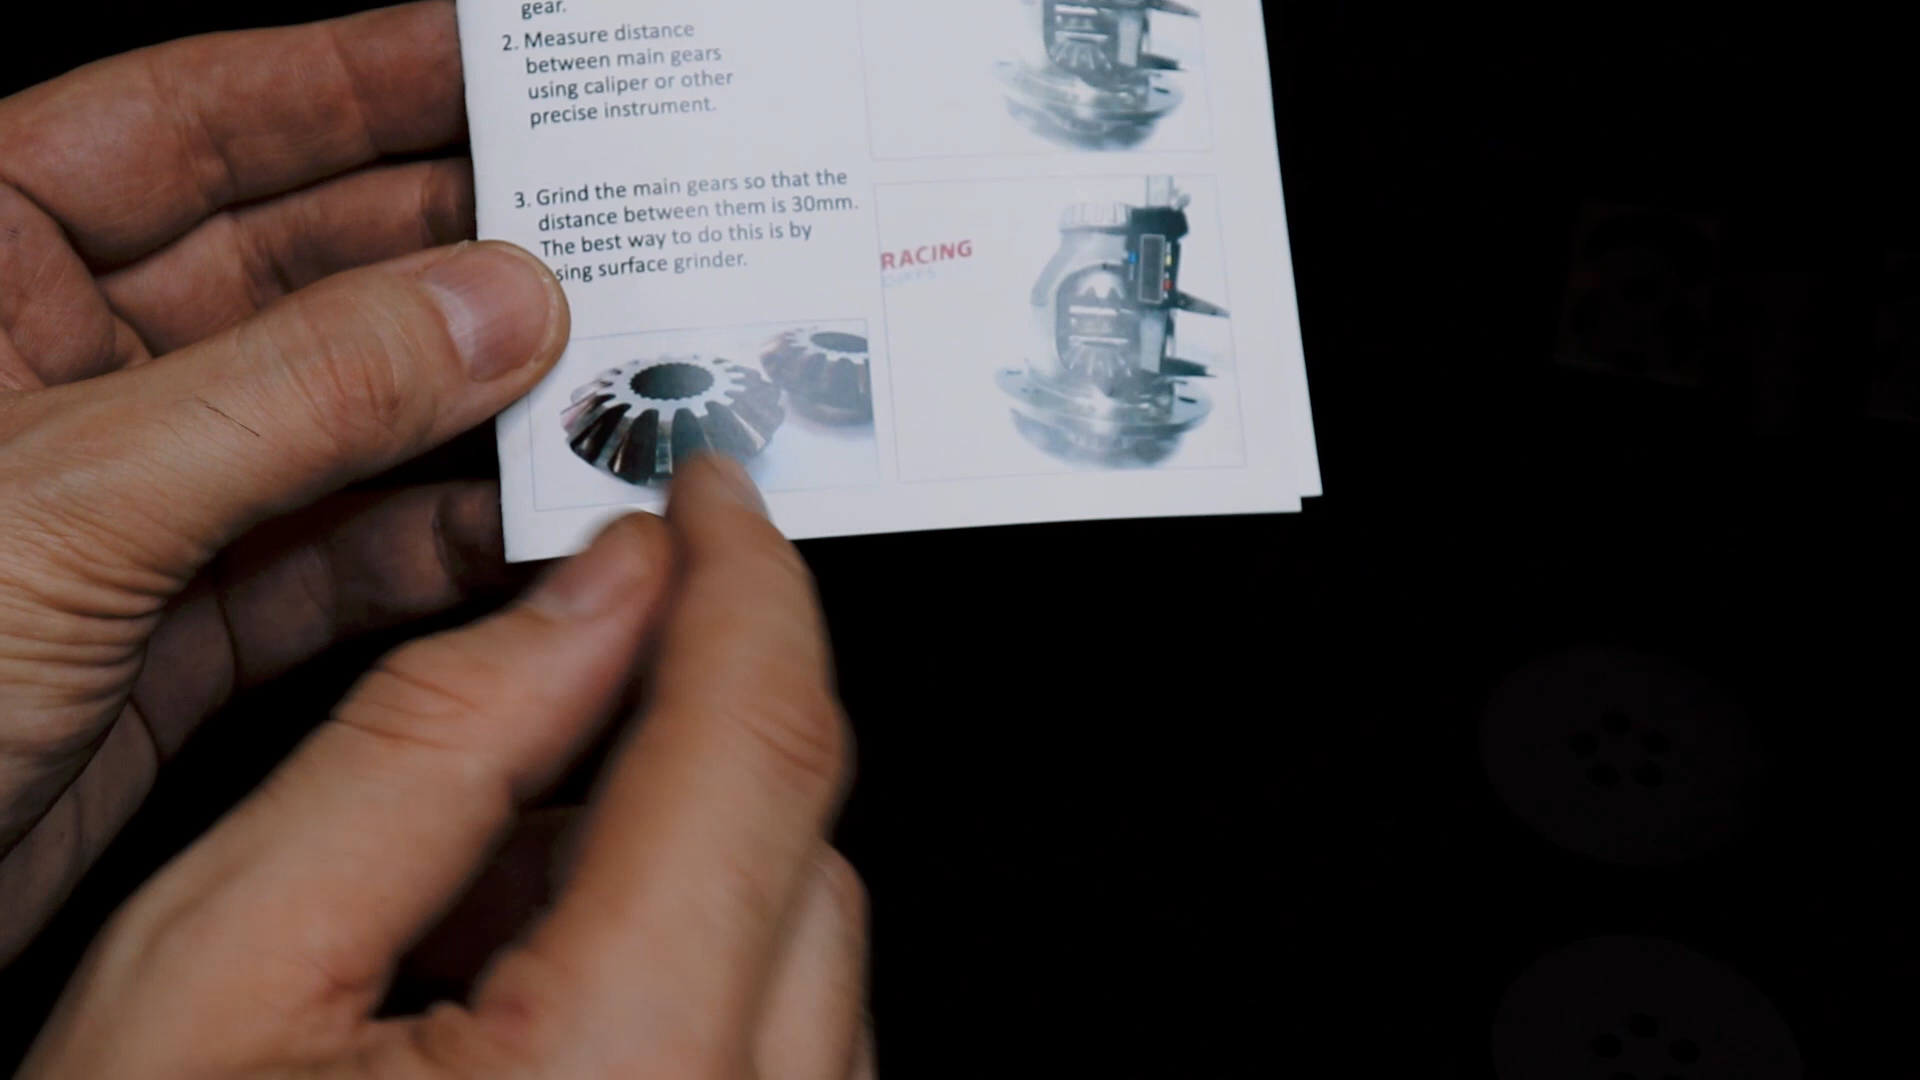 gear.
2. Measure distance
between main gears
using caliper or other
precise instrument.
3. Grind the main gears so that the
distance between them is 30mm.
The best way to do this is by
sing surface grinder.
RACING
DIFFS